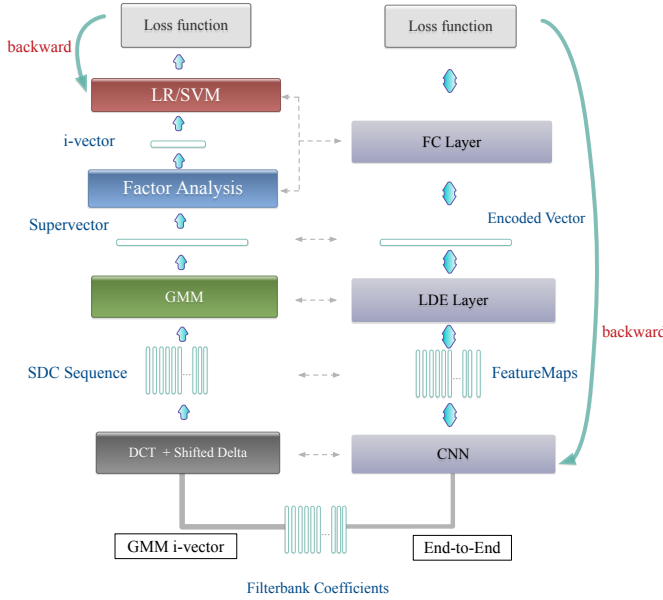 Loss function
Loss function
backward
LR/SVM
i-vector
FC Layer
Factor Analysis
Supervector
Encoded Vector
GMM
LDE Layer
backward
SDC Sequence
...
...
FeatureMaps
DCT + Shifted Delta
CNN
...
GMM i-vector
End-to-End
Filterbank Coefficients